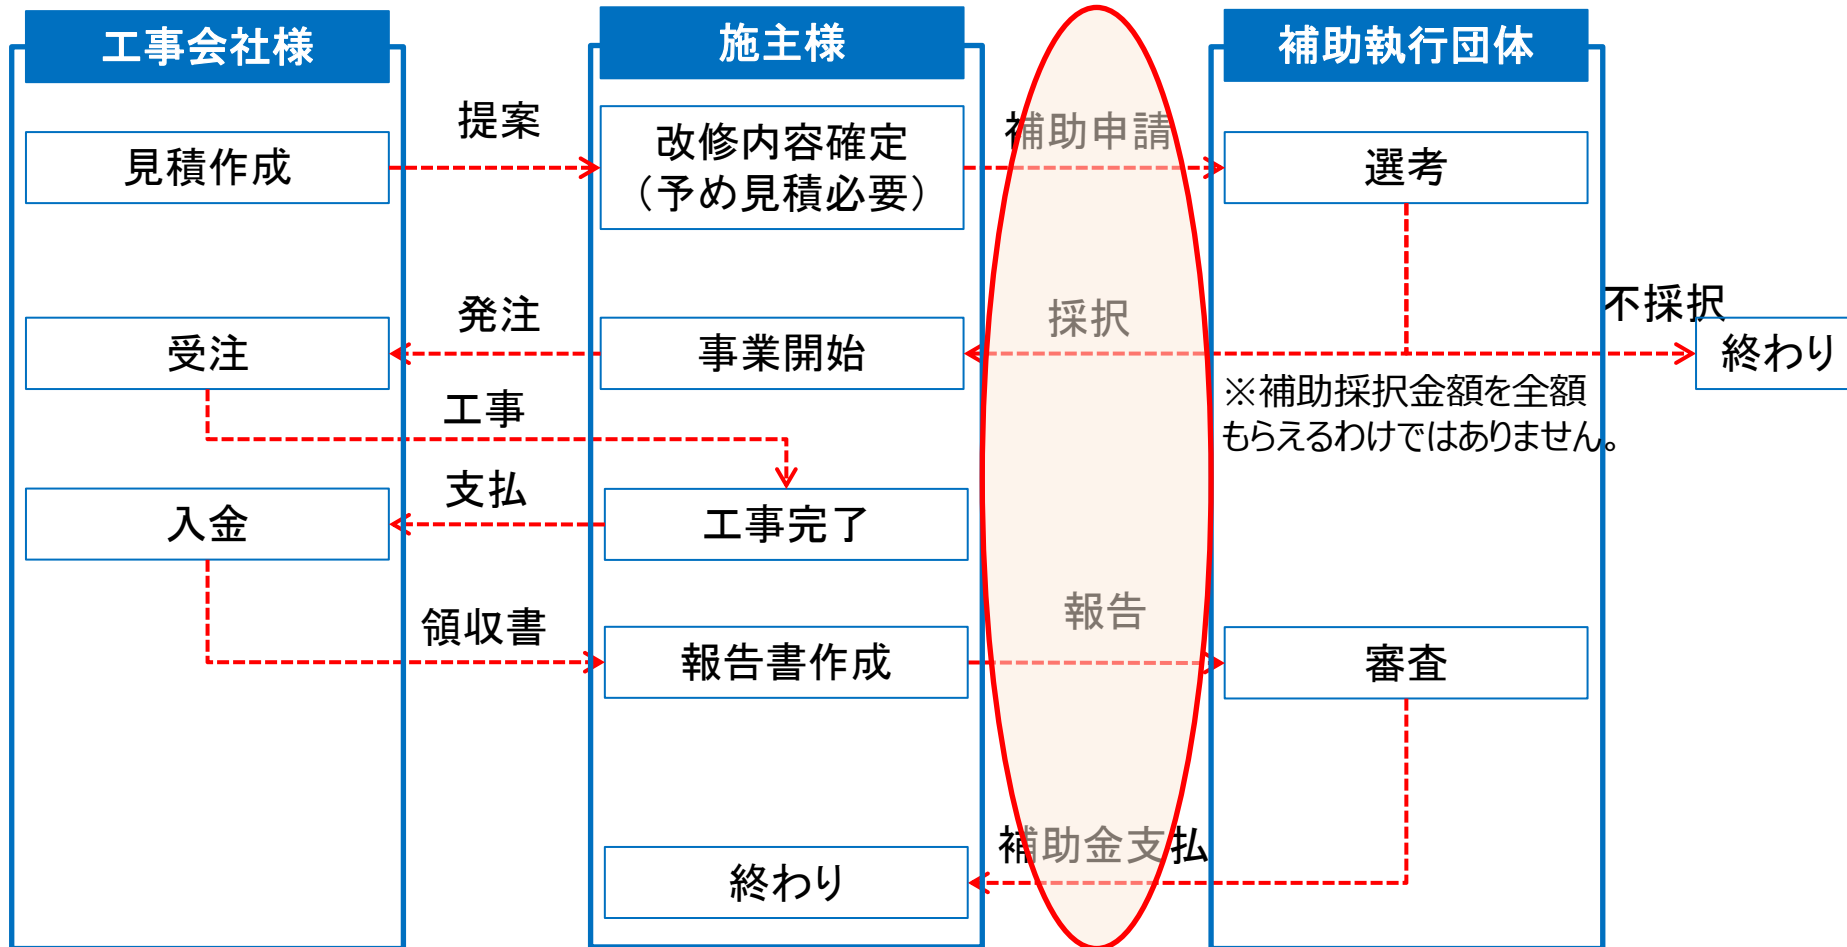 工事会社様
施主様
補助執行団体
提案
補助申請
見積作成
改修内容確定
（予め見積必要）
選考
発注
採択
不採択
受注
事業開始
終わり
工事
※補助採択金額を全額
もらえるわけではありません。
支払
入金
工事完了
領収書
報告
報告書作成
審査
補助金支払
終わり